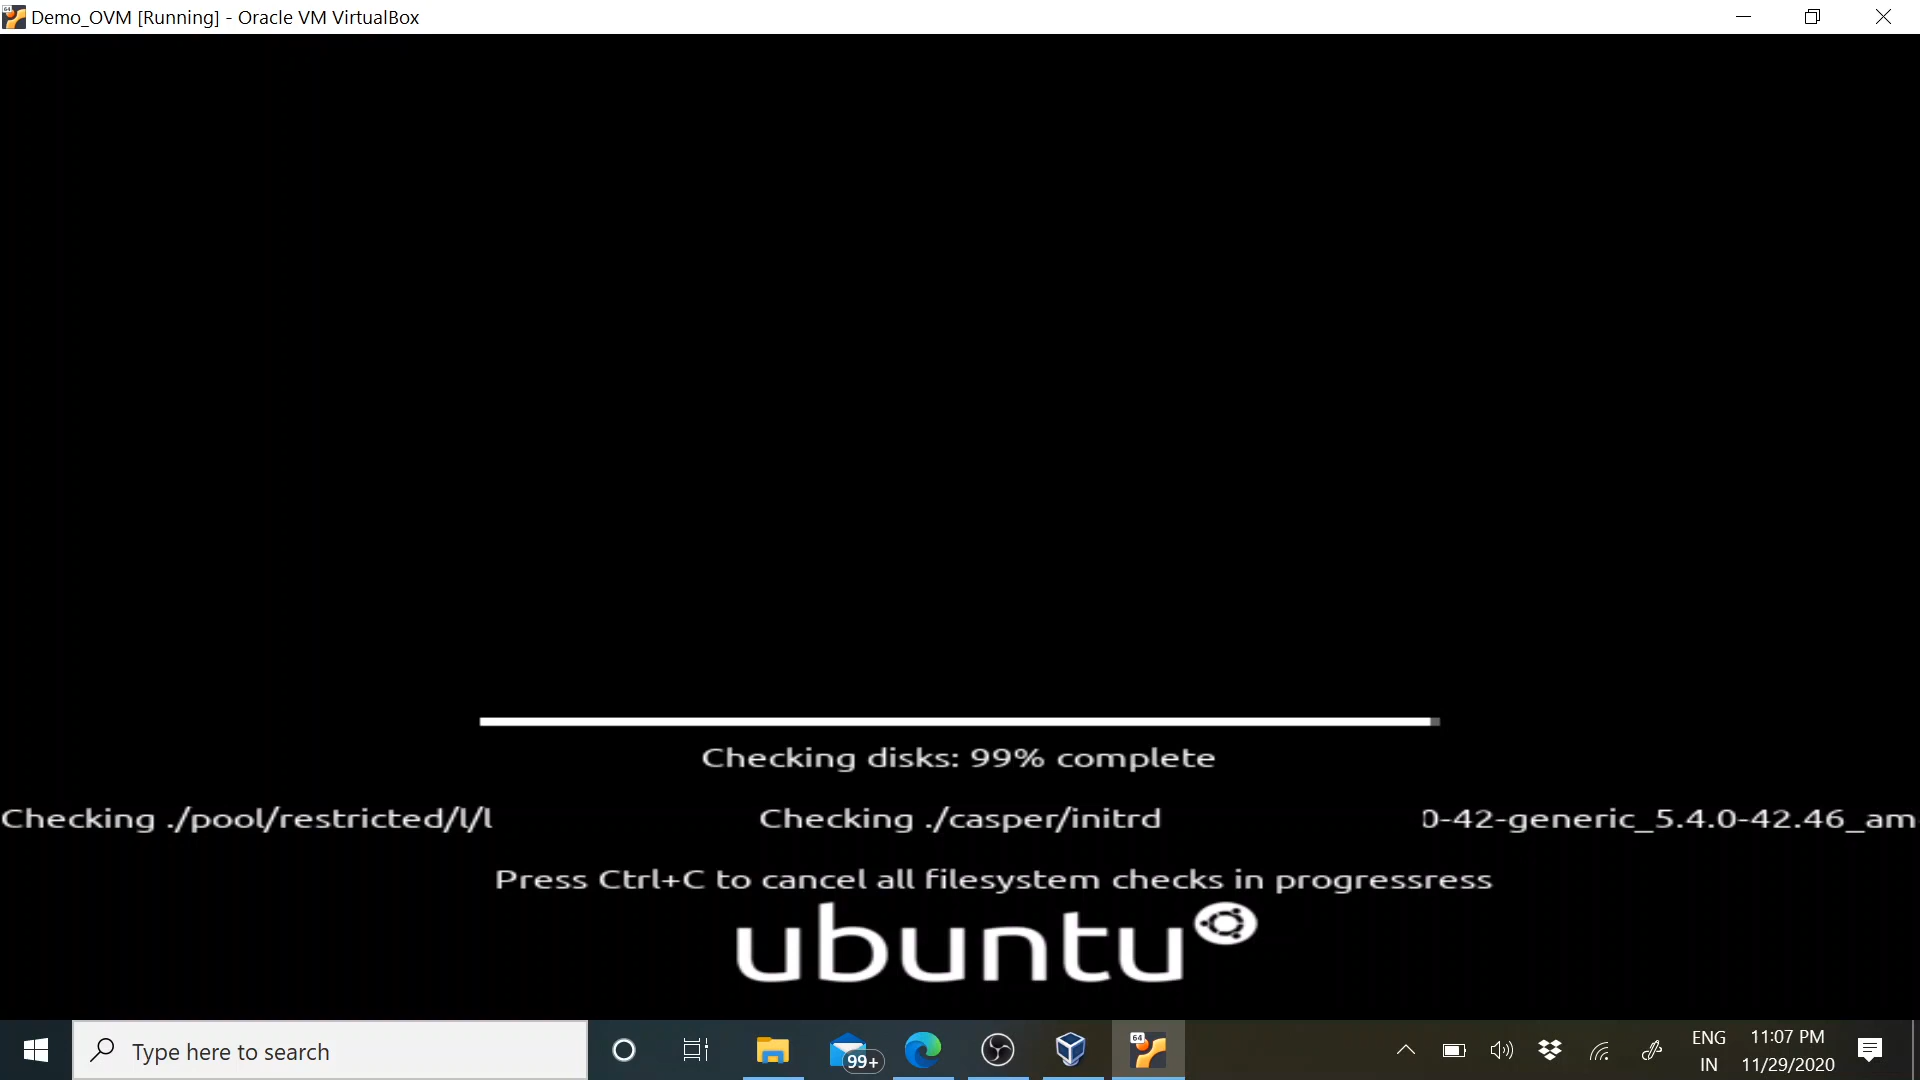 Demo_OVM [Running] - Oracle VM VirtualBox
Checking disks: 99% complete
Checking ./pool/restricted/l/l Checking ./casper/initrd 0-42-generic_5.4.0-42.46_am
Press Ctrl+C to cancel all filesystem checks in progressress
ubuntu
Type here to search
99+
64
ENG
IN
11:07 PM
11/29/2020